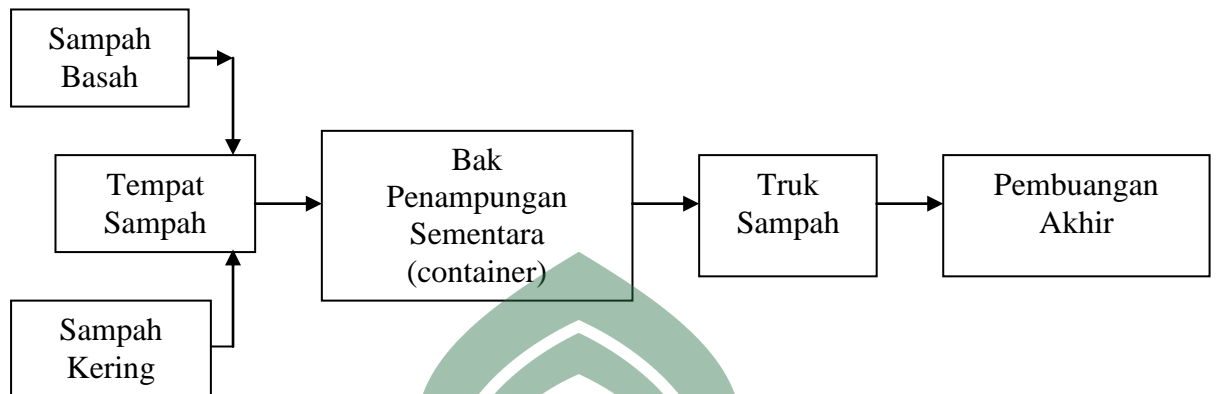 Sampah
Basah
Tempat
Sampah
Sampah
Kering
Bak
Penampungan
Sementara
(container)
Truk
Sampah
Pembuangan
Akhir